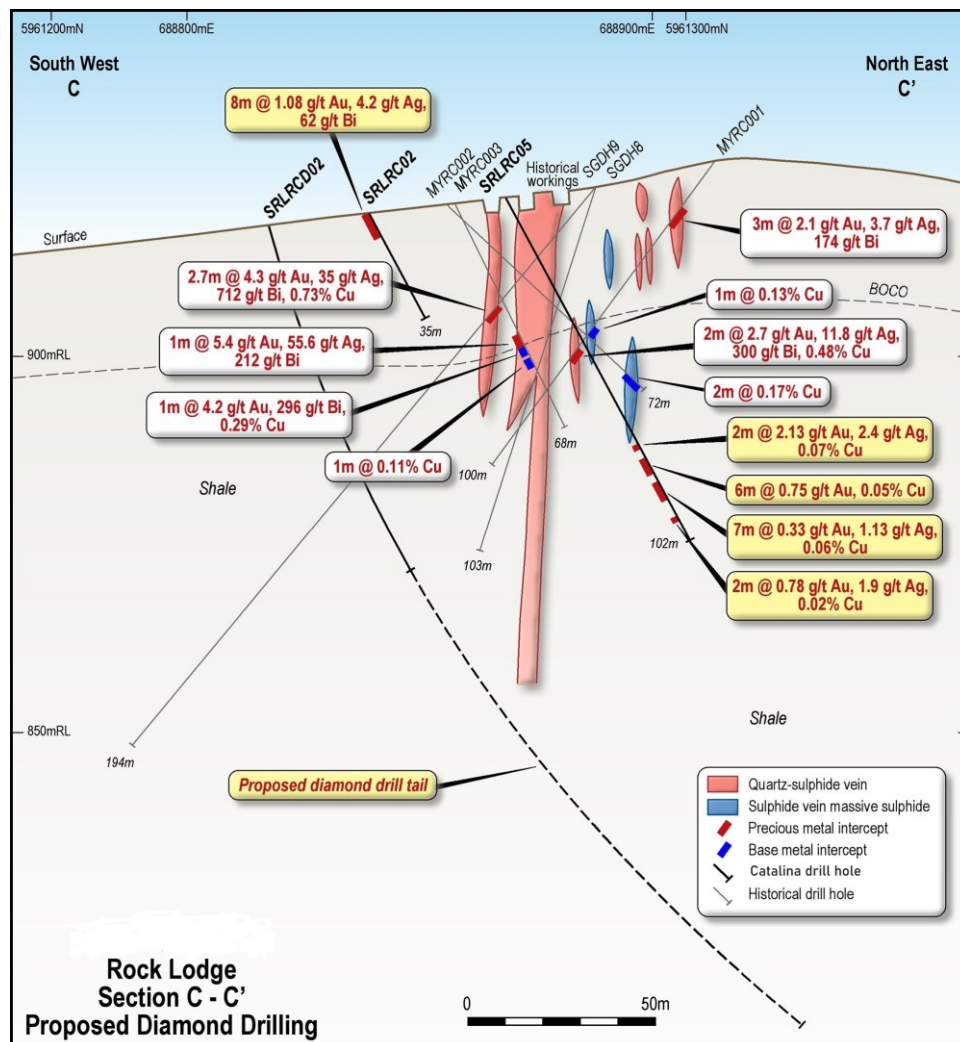 5961200mN
688800mE
688900mE
5961300mN
South West
C
North East
C'
8m @ 1.08 g/t Au, 4.2 g/t Ag,
62 g/t Bi
SRLRCD02
SRLRC02
MYRC002
MYRC003
SRLRC05
Historical
workings
SGDH9
SGDH8
MYRC001
Surface
3m @ 2.1 g/t Au, 3.7 g/t Ag,
174 g/t Bi
2.7m @ 4.3 g/t Au, 35 g/t Ag,
712 g/t Bi, 0.73% Cu
1m @ 0.13% Cu
BOCO
35m
1m @ 5.4 g/t Au, 55.6 g/t Ag,
212 g/t Bi
2m @ 2.7 g/t Au, 11.8 g/t Ag,
300 g/t Bi, 0.48% Cu
900mRL
2m @ 0.17% Cu
72m
1m @ 4.2 g/t Au, 296 g/t Bi,
0.29% Cu
2m @ 2.13 g/t Au, 2.4 g/t Ag,
0.07% Cu
68m
1m @ 0.11% Cu
100m
Shale
6m @ 0.75 g/t Au, 0.05% Cu
7m @ 0.33 g/t Au, 1.13 g/t Ag,
0.06% Cu
102m
103m
2m @ 0.78 g/t Au, 1.9 g/t Ag,
0.02% Cu
Shale
850mRL
194m
Proposed diamond drill tail
Quartz-sulphide vein
Sulphide vein massive sulphide
Precious metal intercept
Base metal intercept
Catalina drill hole
Historical drill hole
Rock Lodge
Section C - C'
Proposed Diamond Drilling
0
50m